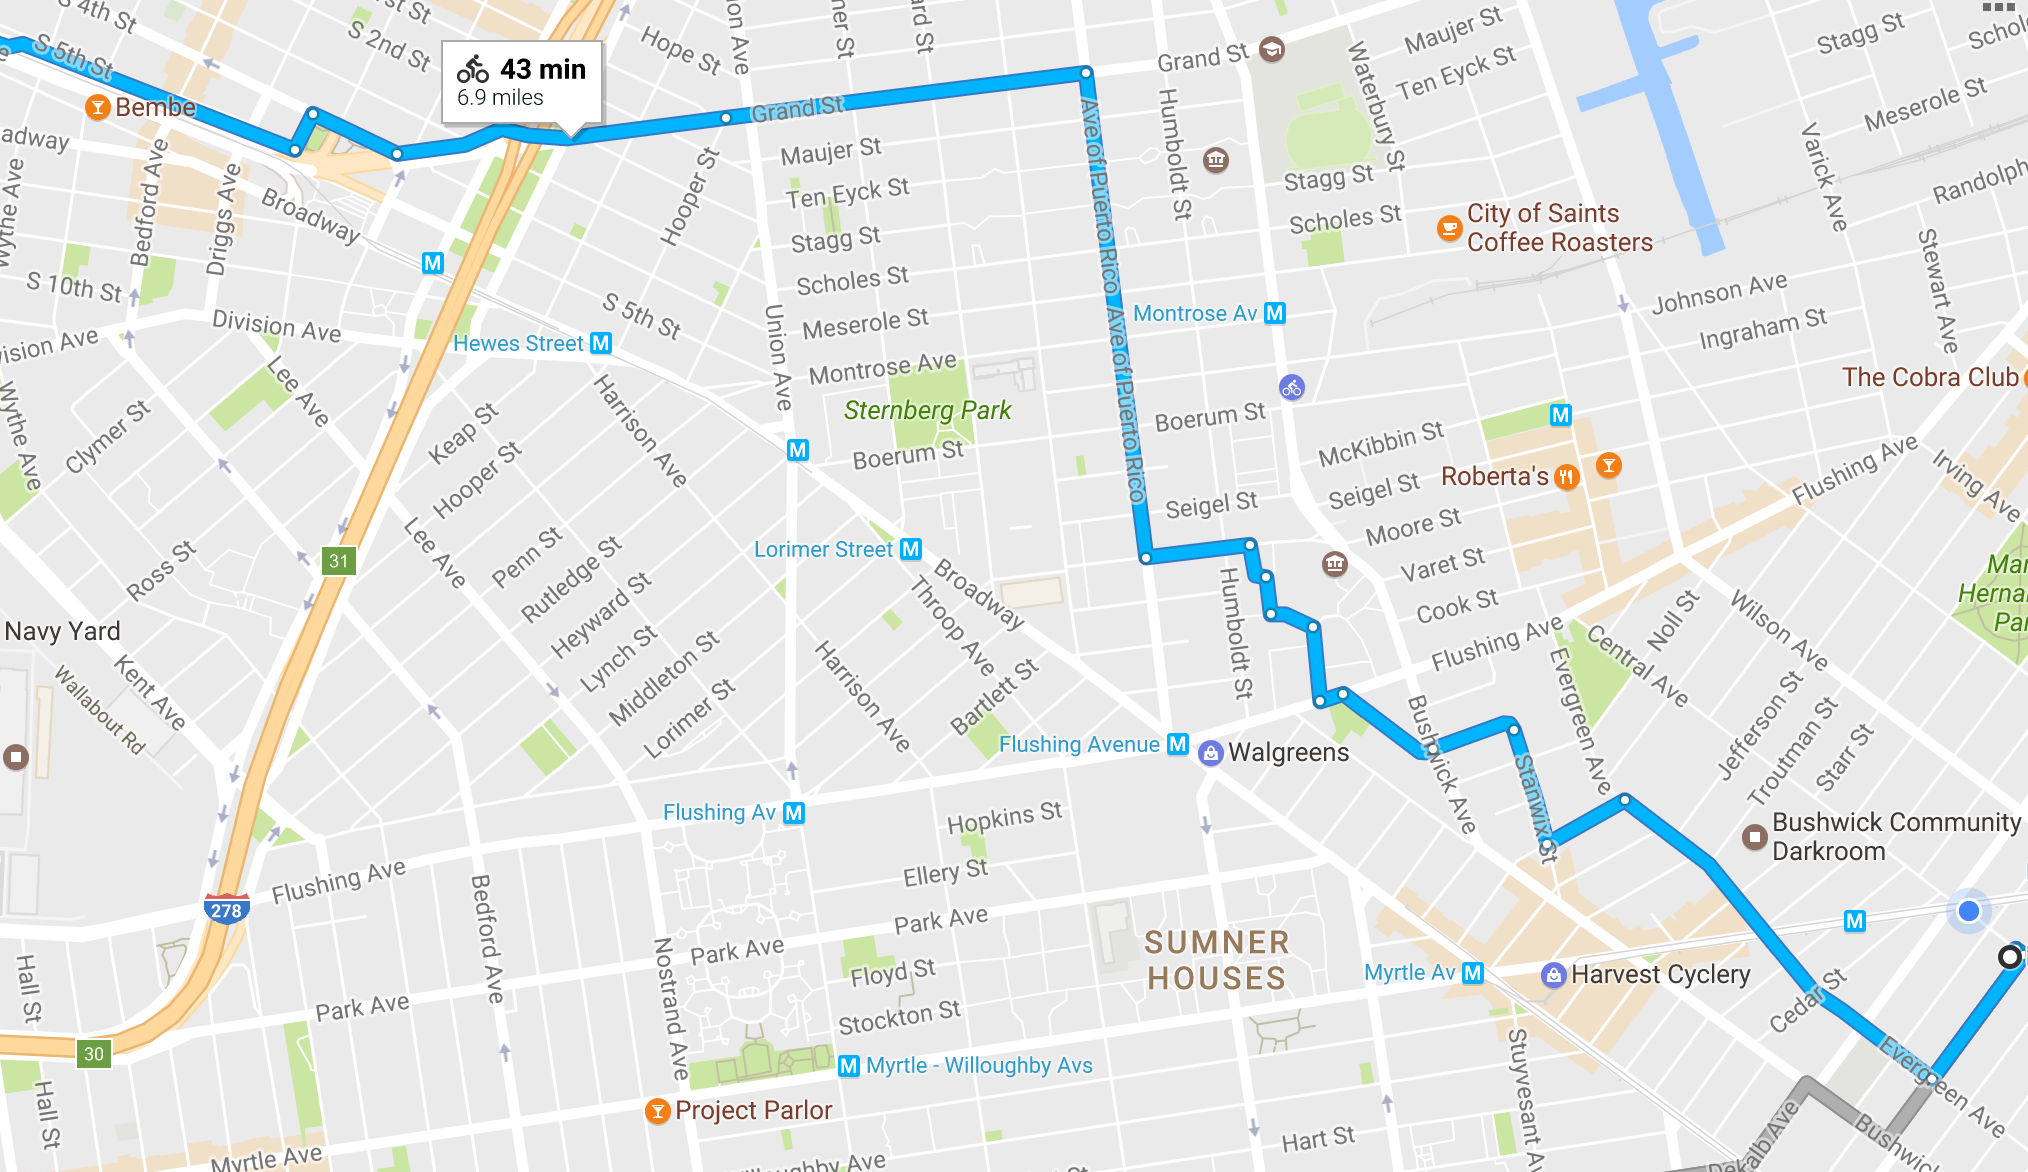 S 4th St
rst St
S 2nd St
S 5th St
Hope St
ion Ave
ner St
ard St
Grand St
Maujer St
Ten Eyck St
Stagg St
Meserole St
Waterbury St
Varick Ave
Randolph
43 min
6.9 miles
Bembe
adway
Bedford Ave
Driggs Ave
Wythe Ave
Broadway
Grand St
Maujer St
Ten Eyck St
Stagg St
Scholes St
Meserole St
Montrose Ave
Hooper St
Ave of Puerto Rico
Ave of Puerto Rico
Humboldt St
Stagg St
Scholes St
City of Saints
Coffee Roasters
Stewart Ave
Johnson Ave
Ingraham St
S 10th St
Division Ave
ision Ave
Hewes Street
M
S 5th St
Union Ave
Montrose Av
M
The Cobra Club
Wythe Ave
Clymer St
Lee Ave
Keap St
Hooper St
Harrison Ave
Sternberg Park
Boerum St
Boerum St
McKibbin St
Seigel St
Seigel St
Moore St
Varet St
Cook St
Roberta's
Flushing Ave
Irving Ave
M
M
M
31
Ross St
Lee Ave
Penn St
Rutledge St
Heyward St
Lynch St
Middleton St
Lorimer St
Lorimer Street
M
Broadway
Throop Ave
Bartlett St
Harrison Ave
Humboldt St
Flushing Ave
Noll St
Central Ave
Wilson Ave
Evergreen Ave
Jefferson St
Troutman St
Starr St
Navy Yard
Kent Ave
Wallabout Rd
Flushing Avenue
M
Walgreens
Bushwick Ave
Stanwix St
Flushing Av
M
Hopkins St
Ellery St
Bushwick Community
Darkroom
M
278
Flushing Ave
Bedford Ave
Nostrand Ave
Park Ave
Park Ave
Park Ave
Floyd St
Stockton St
SUMNER
HOUSES
Myrtle Av
M
Harvest Cyclery
Cedar St
Evergreen Ave
Hall St
Hall St
30
M
Myrtle - Willoughby Avs
Project Parlor
Stuyvesant Av
Hart St
Myrtle Ave
Dekalb Ave
Bushwic